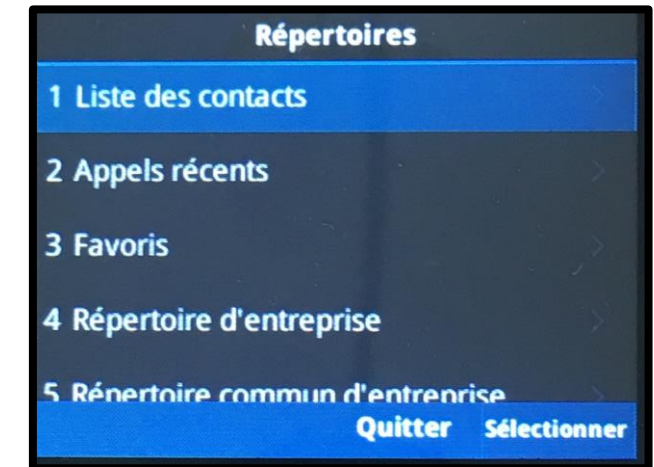 Répertoires
1 Liste des contacts
2 Appels récents
3 Favoris
4 Répertoire d'entreprise
5 Répertoire commun d'entreprise
Quitter Sélectionner